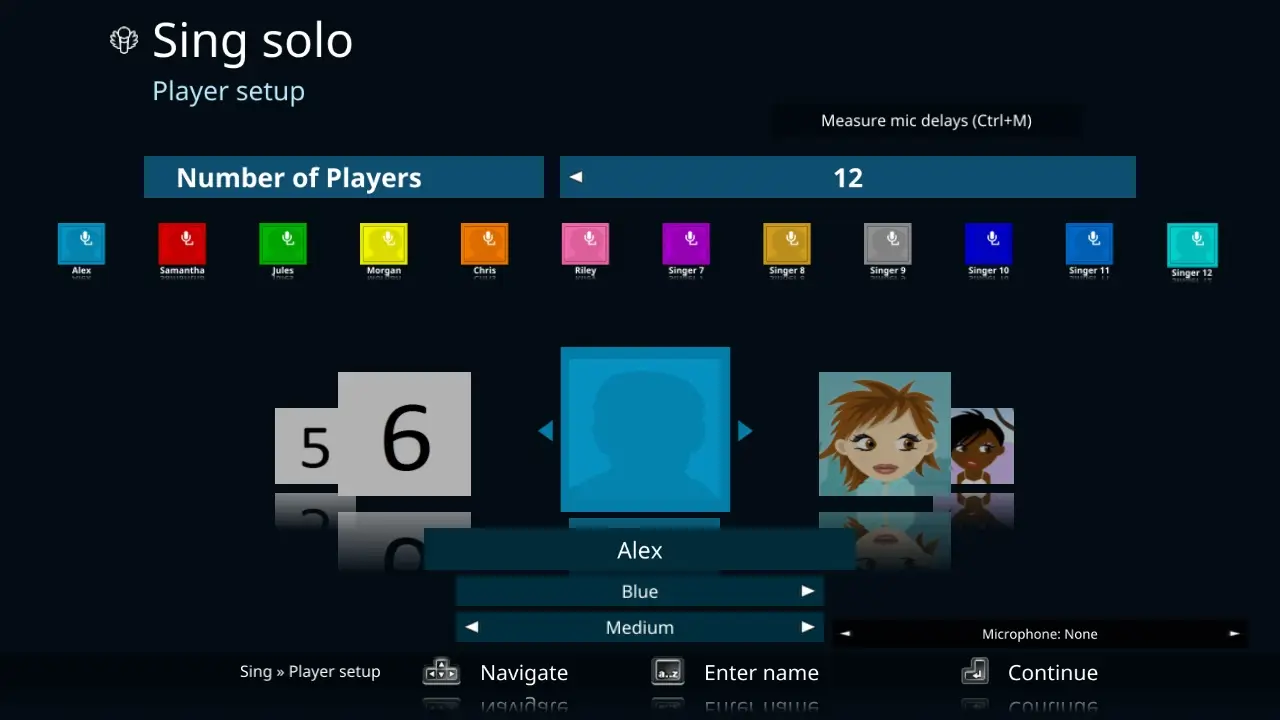 Sing solo
Player setup
Measure mic delays (Ctrl+M)
Number of Players
12
Alex
Samantha
Jules
Morgan
Chris
Riley
Singer 7
Singer 8
Singer 9
Singer 10
Singer 11
Singer 12
5
6
Alex
Blue
Medium
Microphone: None
Sing » Player setup
a..z
Navigate
Enter name
Continue